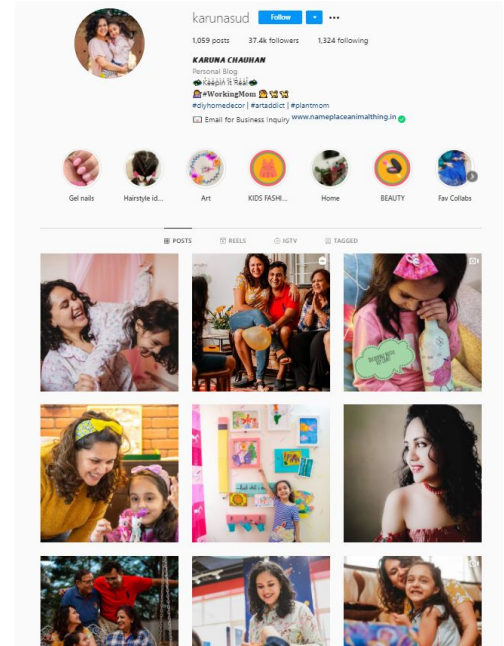 karunasud Follow
1,059 posts 37.4k followers 1,324 following
KARUNA CHAUHAN
Personal Blog
Keepin It Real
#WorkingMom
#diyhomedecor | #artaddict | #plantmom
Email for Business Inquiry www.nameplaceanimalthing.in
Gel nails Hairstyle id... Art KIDS FASHI... Home BEAUTY Fav Collabs
POSTS REELS IGTV TAGGED